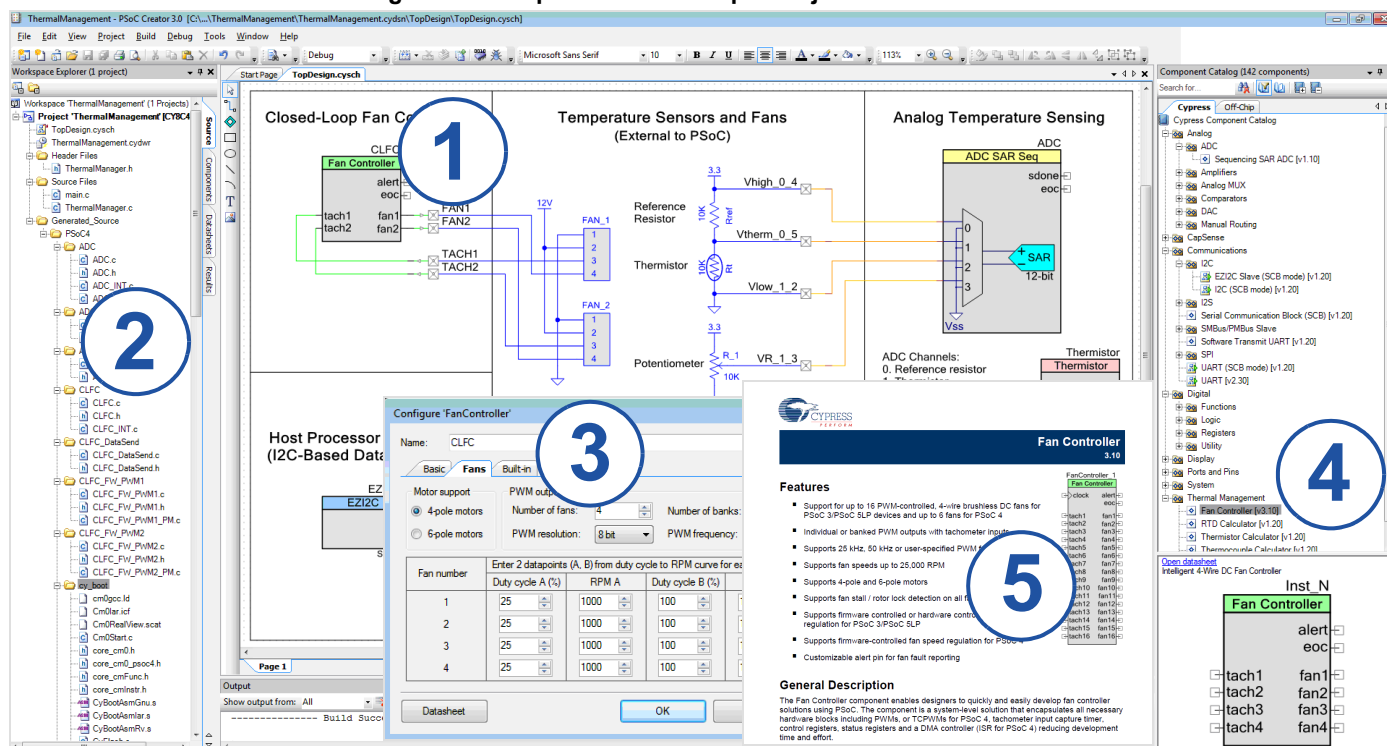 ThermalManagement - PSoC Creator 3.0 [C:\...\ThermalManagement\ThermalManagement.cydsn\TopDesign\TopDesign.cysch]
File Edit View Project Build Debug Tools Window Help
Debug Microsoft Sans Serif 10 B I U 113%
Workspace Explorer (1 project)
Workspace 'ThermalManagement' (1 Projects)
Project 'ThermalManagement' [CY8C4
TopDesign.cysch
ThermalManagement.cydwr
Header Files
ThermalManager.h
Source Files
main.c
ThermalManager.c
Generated_Source
PSoC4
ADC
ADC.c
ADC.h
ADC_INT.c
CLFC
CLFC.c
CLFC.h
CLFC_INT.c
CLFC_DataSend
CLFC_DataSend.c
CLFC_DataSend.h
CLFC_FW_PWM1
CLFC_FW_PWM1.c
CLFC_FW_PWM1.h
CLFC_FW_PWM1_PM.c
CLFC_FW_PWM2
CLFC_FW_PWM2.c
CLFC_FW_PWM2.h
CLFC_FW_PWM2_PM.c
cy_boot
cm0gcc.ld
Cm0Iar.icf
Cm0RealView.scat
Cm0Start.c
core_cm0.h
core_cm0_psoc4.h
core_cmFunc.h
core_cmInstr.h
CyBootAsmGnu.s
CyBootAsmIar.s
CyBootAsmRv.s
Source
Components
Datasheets
Results
2
Start Page TopDesign.cysch
Closed-Loop Fan Co
1
CLFC
Fan Controller
alert
eoc
tach1 fan1
tach2 fan2
FAN1
FAN2
TACH1
TACH2
Temperature Sensors and Fans
(External to PSoC)
12V
FAN_1
1
2
3
4
FAN_2
1
2
3
4
3.3
Reference
Resistor
10K
Rref
Thermistor
10K
Rt
3.3
Potentiometer
R_1
10K
Vhigh_0_4
Vtherm_0_5
Vlow_1_2
VR_1_3
Analog Temperature Sensing
ADC
ADC SAR Seq
sdone
eoc
0
1
2
3
SAR
12-bit
Vss
ADC Channels:
0. Reference resistor
Thermistor
Thermistor
Host Processor
(I2C-Based Data
EZI2C
Page 1
Output
Show output from: All
--------------- Build Succ
Configure 'FanController'
Name: CLFC
Basic Fans Built-in
3
Motor support
4-pole motors
6-pole motors
PWM outp
Number of fans: 4 Number of banks:
PWM resolution: 8 bit PWM frequency:
Fan number
Enter 2 datapoints (A, B) from duty cycle to RPM curve for ea
Duty cycle A (%) RPM A Duty cycle B (%)
1 25 1000 100
2 25 1000 100
3 25 1000 100
4 25 1000 100
Datasheet OK
CYPRESS
PERFORM
Fan Controller
3.10
Features
Support for up to 16 PWM-controlled, 4-wire brushless DC fans for
PSoC 3/PSoC 5LP devices and up to 6 fans for PSoC 4
Individual or banked PWM outputs with tachometer inputs
Supports 25 kHz, 50 kHz or user-specified PWM f
Supports fan speeds up to 25,000 RPM
Supports 4-pole and 6-pole motors
Supports fan stall / rotor lock detection on all f
Supports firmware controlled or hardware contro
regulation for PSoC 3/PSoC 5LP
Supports firmware-controlled fan speed regulation for PSoC 4
Customizable alert pin for fan fault reporting
General Description
The Fan Controller component enables designers to quickly and easily develop fan controller
solutions using PSoC. The component is a system-level solution that encapsulates all necessary
hardware blocks including PWMs, or TCPWMs for PSoC 4, tachometer input capture timer,
control registers, status registers and a DMA controller (ISR for PSoC 4) reducing development
time and effort.
FanController_1
Fan Controller
clock alert
eoc
tach1 fan1
tach2 fan2
tach3 fan3
tach4 fan4
5
fan5
fan6
fan7
fan8
fan9
fan10
fan11
fan12
fan13
tach14 fan14
tach15 fan15
tach16 fan16
Component Catalog (142 components)
Search for...
Cypress Off-Chip
Cypress Component Catalog
Analog
ADC
Sequencing SAR ADC [v1.10]
Amplifiers
Analog MUX
Comparators
DAC
Manual Routing
CapSense
Communications
I2C
EZI2C Slave (SCB mode) [v1.20]
I2C (SCB mode) [v1.20]
I2S
Serial Communication Block (SCB) [v1.20]
SMBus/PMBus Slave
Software Transmit UART [v1.20]
SPI
UART (SCB mode) [v1.20]
UART [v2.30]
Digital
Functions
Logic
Registers
Utility
Display
Ports and Pins
System
Thermal Management
Fan Controller [v3.10]
RTD Calculator [v1.20]
Thermistor Calculator [v1.20]
Thermocouple Calculator [v1.20]
4
Open datasheet
Intelligent 4-Wire DC Fan Controller
Inst_N
Fan Controller
alert
eoc
tach1 fan1
tach2 fan2
tach3 fan3
tach4 fan4